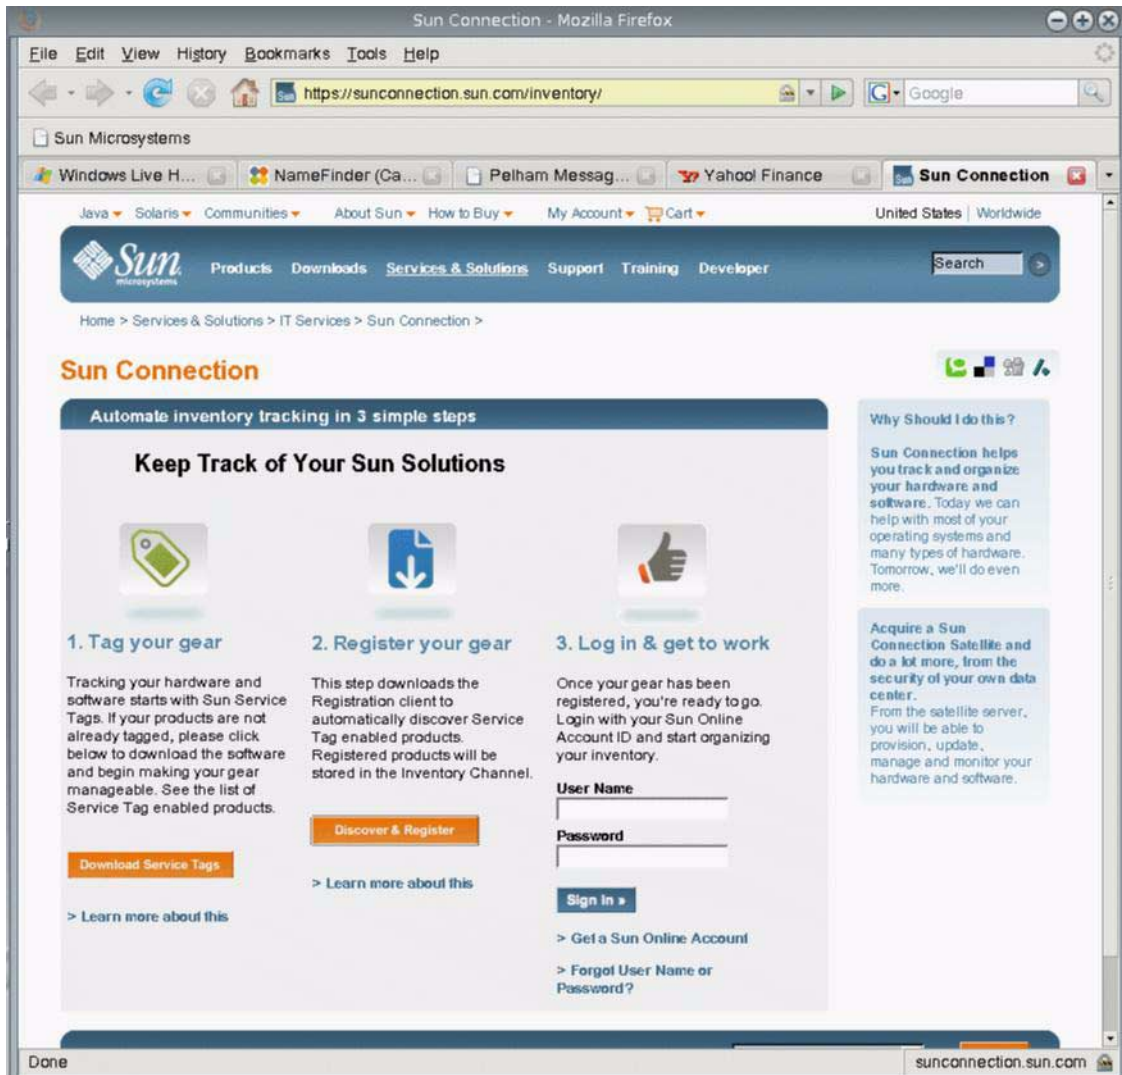 Sun Connection - Mozilla Firefox
File Edit View History Bookmarks Tools Help
https://sunconnection.sun.com/inventory/
Google
Sun Microsystems
Windows Live H... NameFinder (Ca... Pelham Messag... Yahoo! Finance Sun Connection
Java Solaris Communities About Sun How to Buy My Account Cart United States | Worldwide
Sun microsystems
Products Downloads Services & Solutions Support Training Developer Search
Home > Services & Solutions > IT Services > Sun Connection >
Sun Connection
Automate inventory tracking in 3 simple steps
Keep Track of Your Sun Solutions
1. Tag your gear
Tracking your hardware and
software starts with Sun Service
Tags. If your products are not
already tagged, please click
below to download the software
and begin making your gear
manageable. See the list of
Service Tag enabled products.
Download Service Tags
> Learn more about this
2. Register your gear
This step downloads the
Registration client to
automatically discover Service
Tag enabled products.
Registered products will be
stored in the Inventory Channel.
Discover & Register
> Learn more about this
3. Log in & get to work
Once your gear has been
registered, you're ready to go.
Login with your Sun Online
Account ID and start organizing
your inventory.
User Name
Password
Sign In »
> Get a Sun Online Account
> Forgot User Name or
Password?
Why Should I do this?
Sun Connection helps
you track and organize
your hardware and
software. Today we can
help with most of your
operating systems and
many types of hardware.
Tomorrow, we'll do even
more.
Acquire a Sun
Connection Satellite and
do a lot more, from the
security of your own data
center.
From the satellite server,
you will be able to
provision, update,
manage and monitor your
hardware and software.
Done
sunconnection.sun.com